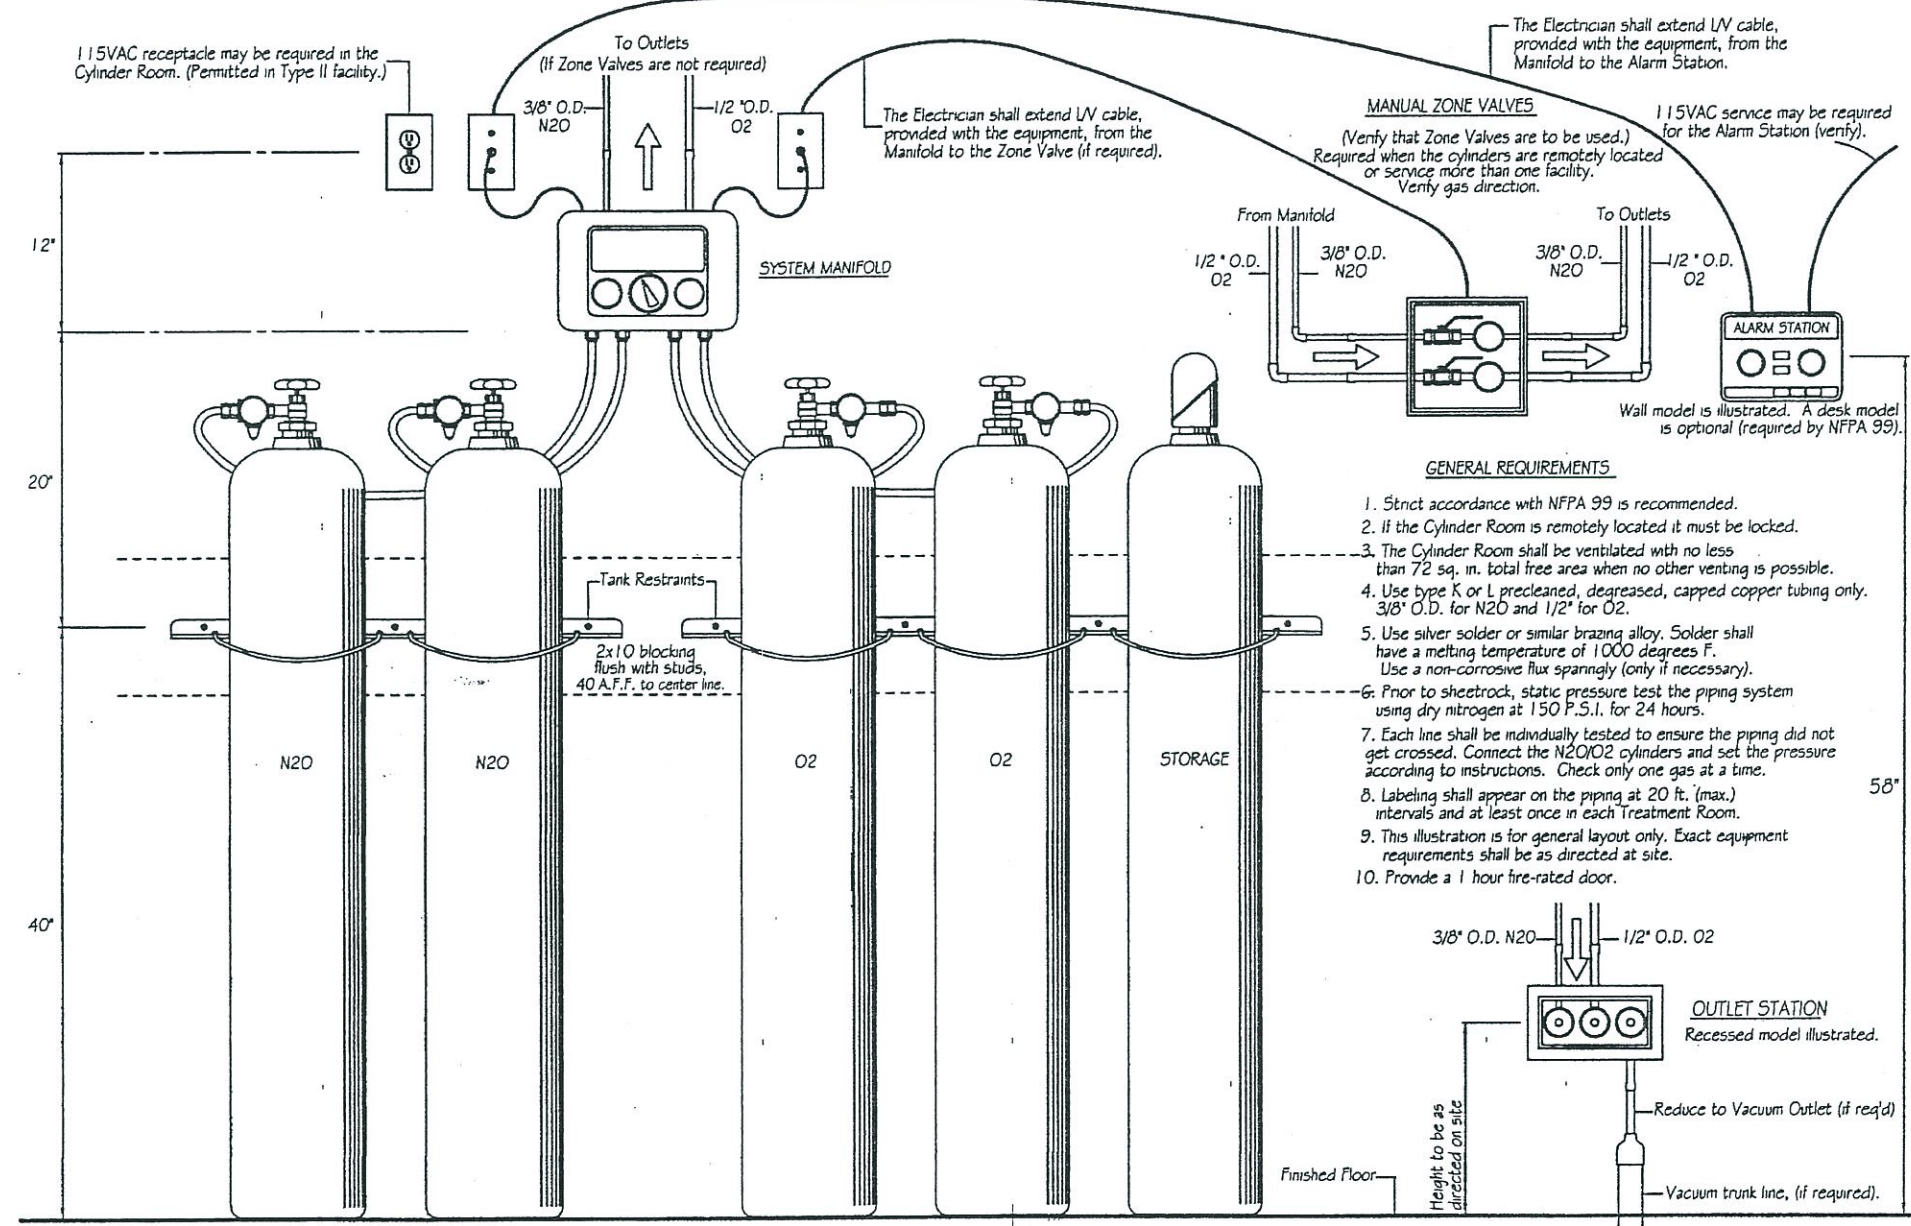 115VAC receptacle may be required in the
Cylinder Room. (Permitted in Type II facility.)
To Outlets
(If Zone Valves are not required)
3/8" O.D.
N2O
1/2 "O.D.
O2
The Electrician shall extend L/V cable,
provided with the equipment, from the
Manifold to the Zone Valve (if required).
The Electrician shall extend L/V cable,
provided with the equipment, from the
Manifold to the Alarm Station.
MANUAL ZONE VALVES
(Verify that Zone Valves are to be used.)
Required when the cylinders are remotely located
or service more than one facility.
Verify gas direction.
115VAC service may be required
for the Alarm Station (verify).
From Manifold
To Outlets
1/2 " O.D.
O2
3/8" O.D.
N2O
3/8" O.D.
N2O
1/2 " O.D.
O2
12"
SYSTEM MANIFOLD
ALARM STATION
Wall model is illustrated. A desk model
is optional (required by NFPA 99).
20"
GENERAL REQUIREMENTS
1. Strict accordance with NFPA 99 is recommended.
2. If the Cylinder Room is remotely located it must be locked.
3. The Cylinder Room shall be ventilated with no less
than 72 sq. in. total free area when no other venting is possible.
4. Use type K or L precleaned, degreased, capped copper tubing only.
3/8" O.D. for N2O and 1/2" for O2.
5. Use silver solder or similar brazing alloy. Solder shall
have a melting temperature of 1000 degrees F.
Use a non-corrosive flux sparingly (only if necessary).
6. Prior to sheetrock, static pressure test the piping system
using dry nitrogen at 150 P.S.I. for 24 hours.
7. Each line shall be individually tested to ensure the piping did not
get crossed. Connect the N2O/O2 cylinders and set the pressure
according to instructions. Check only one gas at a time.
8. Labeling shall appear on the piping at 20 ft. (max.)
intervals and at least once in each Treatment Room.
9. This illustration is for general layout only. Exact equipment
requirements shall be as directed at site.
10. Provide a 1 hour fire-rated door.
Tank Restraints
2x10 blocking
flush with studs,
40 A.F.F. to center line.
N2O
N2O
O2
O2
STORAGE
58"
40"
3/8" O.D. N2O
1/2" O.D. O2
OUTLET STATION
Recessed model illustrated.
Height to be as
directed on site
Reduce to Vacuum Outlet (if req'd)
Finished Floor
Vacuum trunk line, (if required).